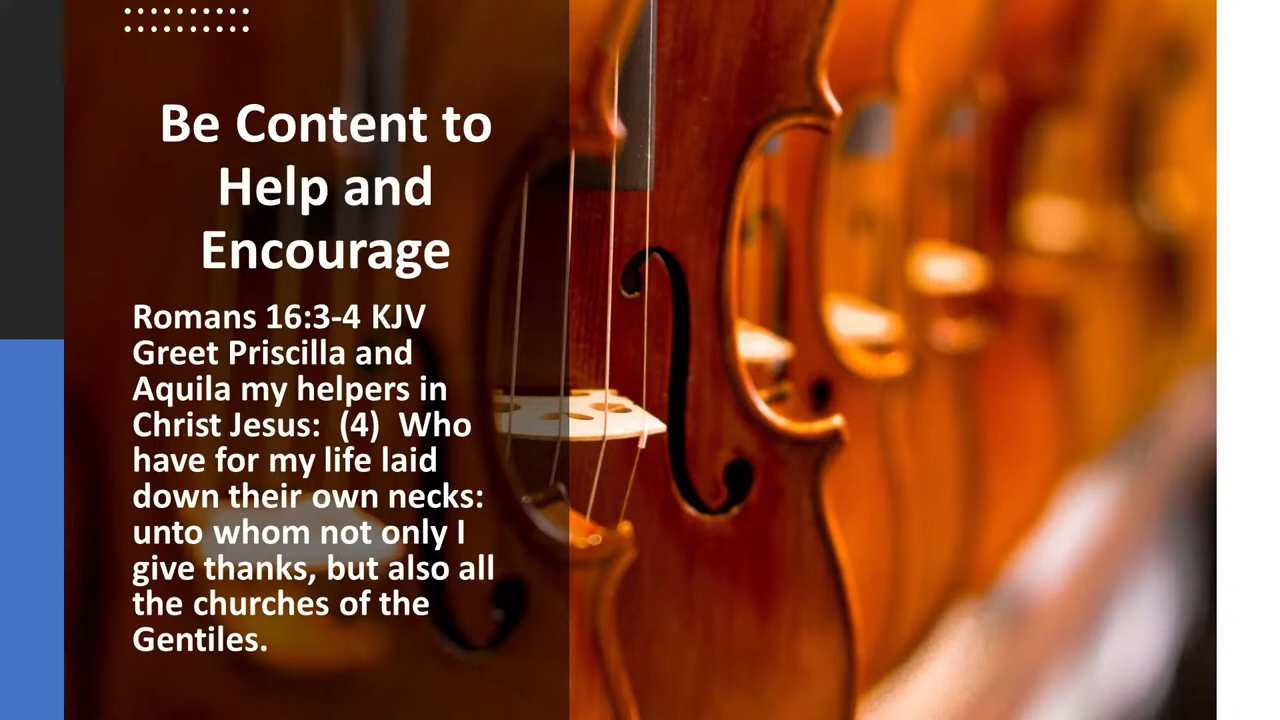 Be Content to
Help and
Encourage
Romans 16:3-4 KJV
Greet Priscilla and
Aquila my helpers in
Christ Jesus:  (4)  Who
have for my life laid
down their own necks:
unto whom not only I
give thanks, but also all
the churches of the
Gentiles.